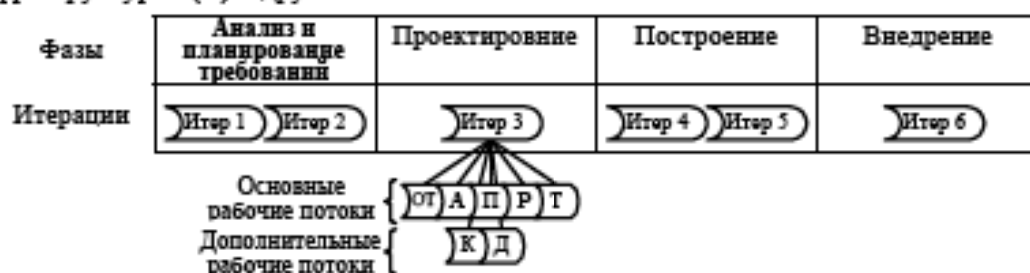 Фазы
Анализ и
планирование
требований
Проектировние
Построение
Внедрение
Итерации
Итер 1
Итер 2
Итер 3
Итер 4
Итер 5
Итер 6
Основные
рабочие потоки
ОТ
А
П
Р
Т
Дополнительные
рабочие потоки
К
Д